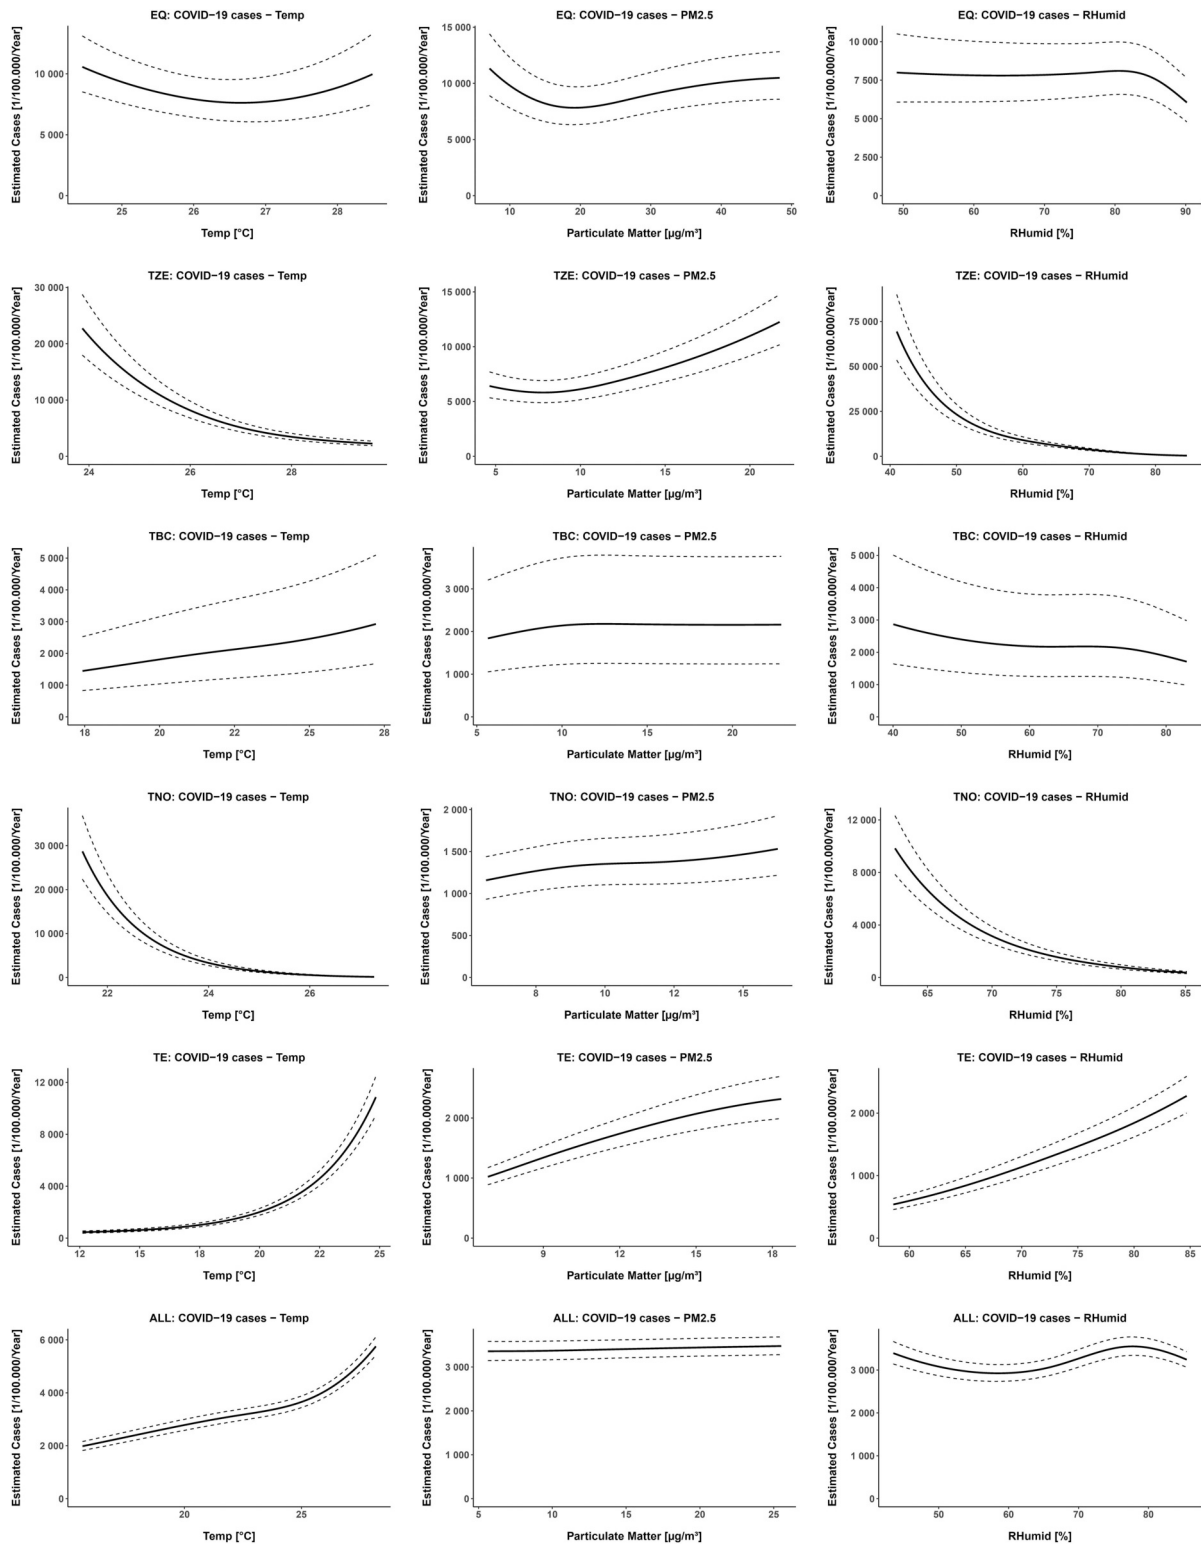 EQ: COVID−19 cases − Temp
Estimated Cases [1/100.000/Year]
10 000
5 000
0
25 26 27 28
Temp [°C]
EQ: COVID−19 cases − PM2.5
Estimated Cases [1/100.000/Year]
15 000
10 000
5 000
0
10 20 30 40 50
Particulate Matter [µg/m³]
EQ: COVID−19 cases − RHumid
Estimated Cases [1/100.000/Year]
10 000
7 500
5 000
2 500
0
50 60 70 80 90
RHumid [%]
TZE: COVID−19 cases − Temp
Estimated Cases [1/100.000/Year]
30 000
20 000
10 000
0
24 26 28
Temp [°C]
TZE: COVID−19 cases − PM2.5
Estimated Cases [1/100.000/Year]
15 000
10 000
5 000
0
5 10 15 20
Particulate Matter [µg/m³]
TZE: COVID−19 cases − RHumid
Estimated Cases [1/100.000/Year]
75 000
50 000
25 000
0
40 50 60 70 80
RHumid [%]
TBC: COVID−19 cases − Temp
Estimated Cases [1/100.000/Year]
5 000
4 000
3 000
2 000
1 000
0
18 20 22 25 28
Temp [°C]
TBC: COVID−19 cases − PM2.5
Estimated Cases [1/100.000/Year]
3 000
2 000
1 000
0
5 10 15 20
Particulate Matter [µg/m³]
TBC: COVID−19 cases − RHumid
Estimated Cases [1/100.000/Year]
5 000
4 000
3 000
2 000
1 000
0
40 50 60 70 80
RHumid [%]
TNO: COVID−19 cases − Temp
Estimated Cases [1/100.000/Year]
30 000
20 000
10 000
0
22 24 26
Temp [°C]
TNO: COVID−19 cases − PM2.5
Estimated Cases [1/100.000/Year]
2 000
1 500
1 000
500
0
8 10 12 15
Particulate Matter [µg/m³]
TNO: COVID−19 cases − RHumid
Estimated Cases [1/100.000/Year]
12 000
8 000
4 000
0
65 70 75 80 85
RHumid [%]
TE: COVID−19 cases − Temp
Estimated Cases [1/100.000/Year]
12 000
8 000
4 000
0
12 15 18 20 22 25
Temp [°C]
TE: COVID−19 cases − PM2.5
Estimated Cases [1/100.000/Year]
2 000
1 000
0
9 12 15 18
Particulate Matter [µg/m³]
TE: COVID−19 cases − RHumid
Estimated Cases [1/100.000/Year]
2 000
1 000
0
60 65 70 75 80 85
RHumid [%]
ALL: COVID−19 cases − Temp
Estimated Cases [1/100.000/Year]
6 000
4 000
2 000
0
20 25
Temp [°C]
ALL: COVID−19 cases − PM2.5
Estimated Cases [1/100.000/Year]
3 000
2 000
1 000
0
5 10 15 20 25
Particulate Matter [µg/m³]
ALL: COVID−19 cases − RHumid
Estimated Cases [1/100.000/Year]
3 000
2 000
1 000
0
50 60 70 80
RHumid [%]